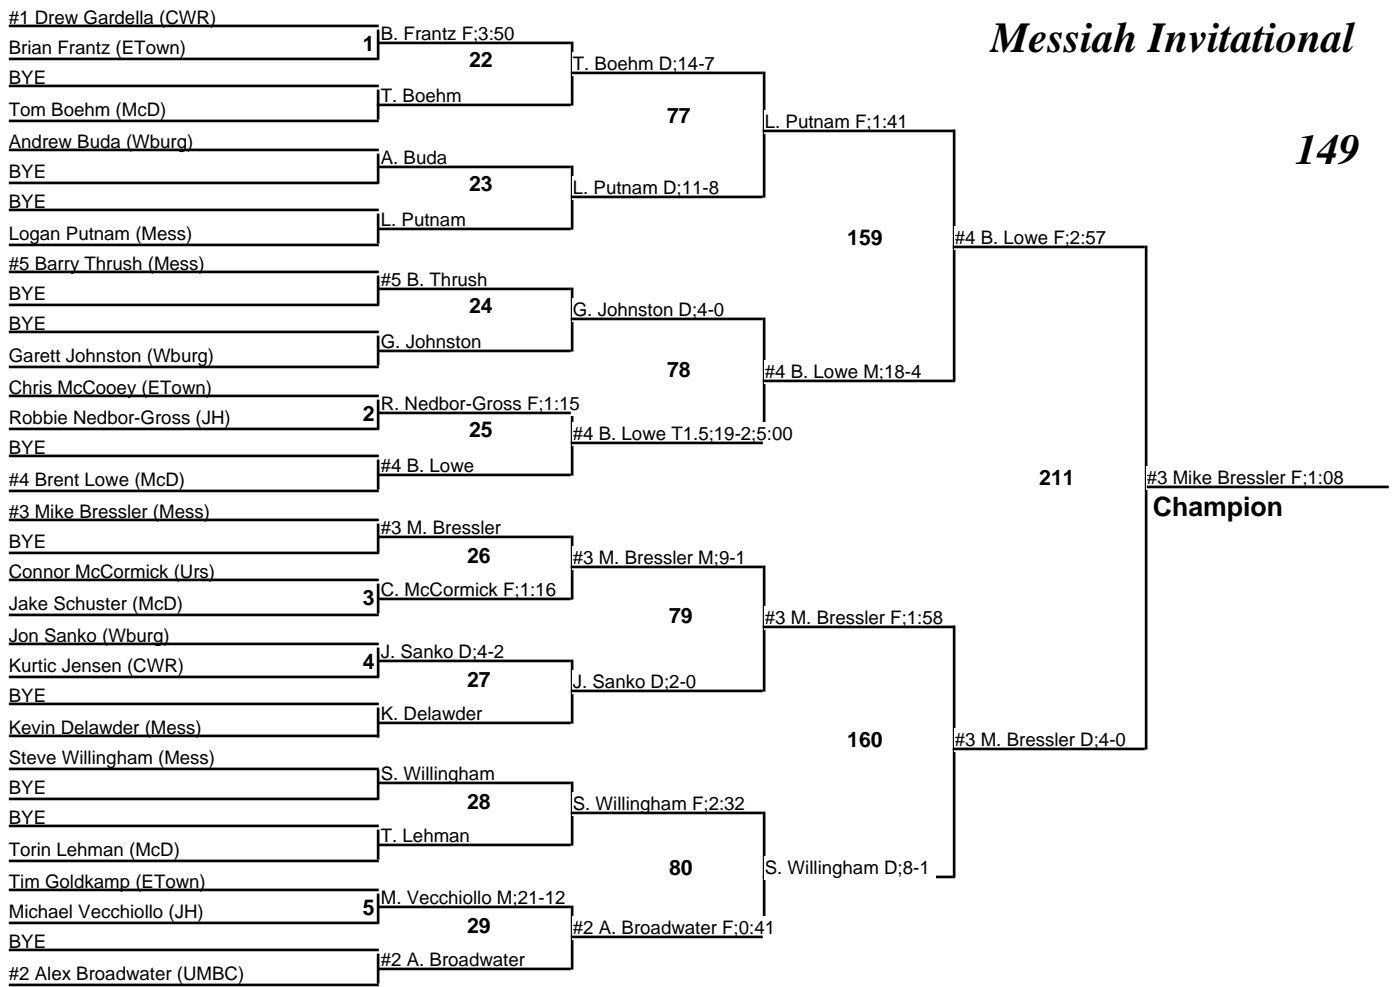 #1 Drew Gardella (CWR)
Brian Frantz (ETown)
BYE
Tom Boehm (McD)
Andrew Buda (Wburg)
BYE
BYE
Logan Putnam (Mess)
#5 Barry Thrush (Mess)
BYE
BYE
Garett Johnston (Wburg)
Chris McCooey (ETown)
Robbie Nedbor-Gross (JH)
BYE
#4 Brent Lowe (McD)
#3 Mike Bressler (Mess)
BYE
Connor McCormick (Urs)
Jake Schuster (McD)
Jon Sanko (Wburg)
Kurtic Jensen (CWR)
BYE
Kevin Delawder (Mess)
Steve Willingham (Mess)
BYE
BYE
Torin Lehman (McD)
Tim Goldkamp (ETown)
Michael Vecchiollo (JH)
BYE
#2 Alex Broadwater (UMBC)
1
2
3
4
5
B. Frantz F;3:50
22
T. Boehm
A. Buda
23
L. Putnam
#5 B. Thrush
24
G. Johnston
R. Nedbor-Gross F;1:15
25
#4 B. Lowe
#3 M. Bressler
26
C. McCormick F;1:16
J. Sanko D;4-2
27
K. Delawder
S. Willingham
28
T. Lehman
M. Vecchiollo M;21-12
29
#2 A. Broadwater
T. Boehm D;14-7
77
L. Putnam D;11-8
G. Johnston D;4-0
78
#4 B. Lowe T1.5;19-2;5:00
#3 M. Bressler M;9-1
79
J. Sanko D;2-0
S. Willingham F;2:32
80
#2 A. Broadwater F;0:41
L. Putnam F;1:41
159
#4 B. Lowe M;18-4
#3 M. Bressler F;1:58
160
S. Willingham D;8-1
#4 B. Lowe F;2:57
211
#3 M. Bressler D;4-0
#3 Mike Bressler F;1:08
Champion
Messiah Invitational
149